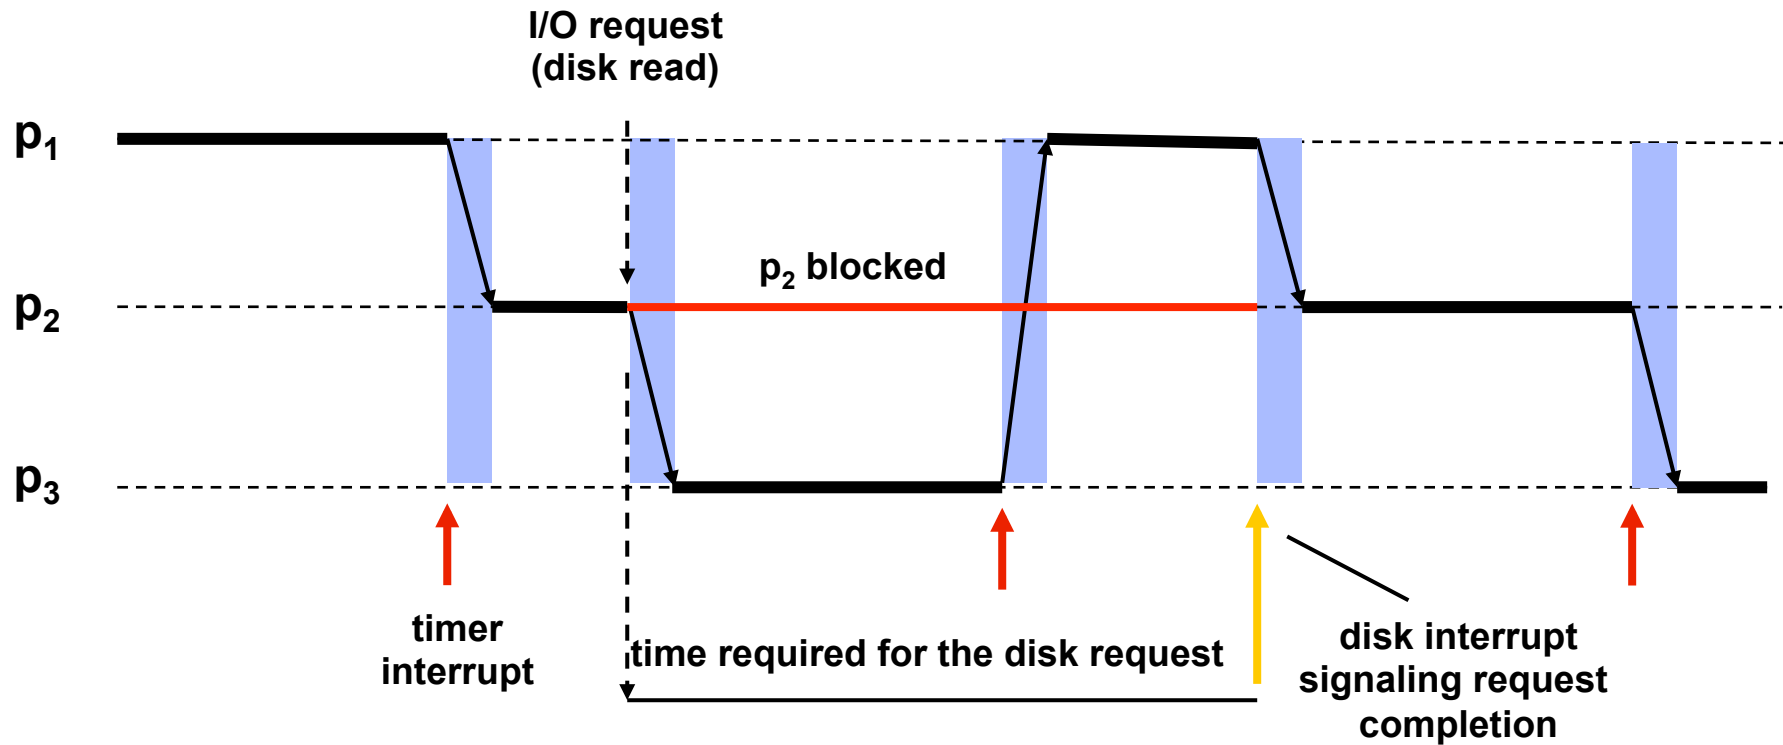 I/O request
(disk read)
p₁
p₂ blocked
p₂
p₃
timer
interrupt
time required for the disk request
disk interrupt
signaling request
completion